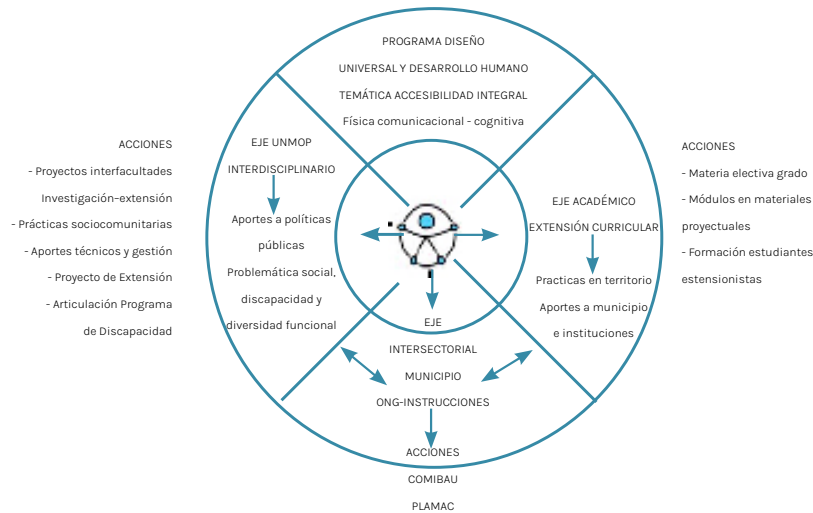 PROGRAMA DISEÑO
UNIVERSAL Y DESARROLLO HUMANO
TEMÁTICA ACCESIBILIDAD INTEGRAL
Física comunicacional - cognitiva
ACCIONES
- Proyectos interfacultades
Investigación-extensión
- Prácticas sociocomunitarias
- Aportes técnicos y gestión
- Proyecto de Extensión
- Articulación Programa
de Discapacidad
EJE UNMOP
INTERDISCIPLINARIO
Aportes a políticas
públicas
Problemática social,
discapacidad y
diversidad funcional
EJE ACADÉMICO
EXTENSIÓN CURRICULAR
Practicas en territorio
Aportes a municipio
e instituciones
ACCIONES
- Materia electiva grado
- Módulos en materiales
proyectuales
- Formación estudiantes
estensionistas
EJE
INTERSECTORIAL
MUNICIPIO
ONG-INSTRUCCIONES
ACCIONES
COMIBAU
PLAMAC